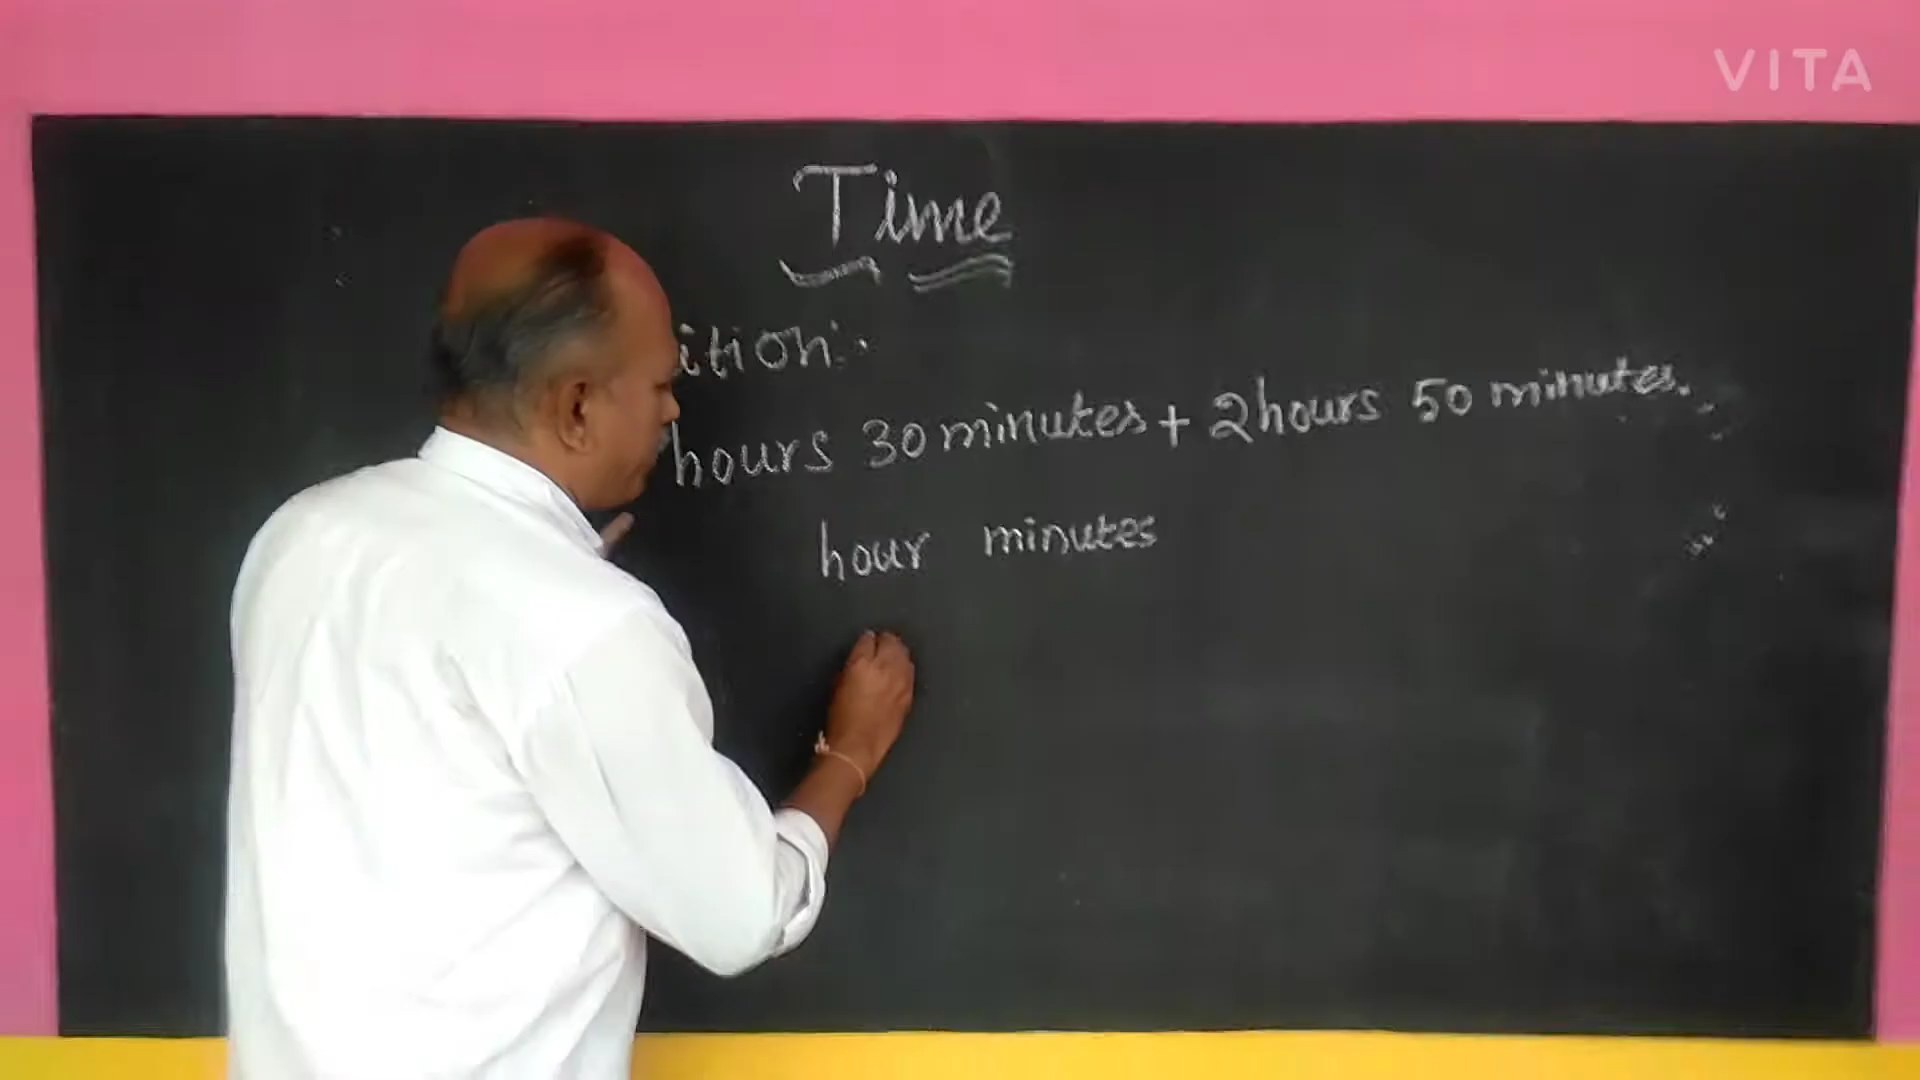 VITA
Time
ition:
hours 30 minutes + 2 hours 50 minutes.
hour minutes